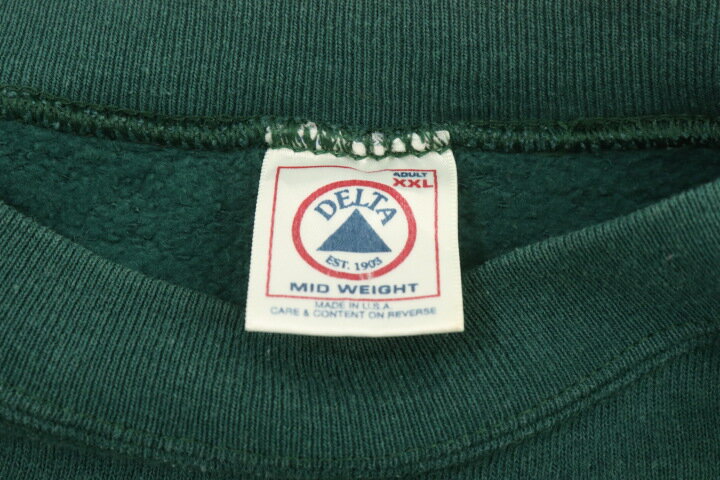 ADULT
XXL
DELTA
EST. 1903
MID WEIGHT
MADE IN U.S.A.
CARE & CONTENT ON REVERSE